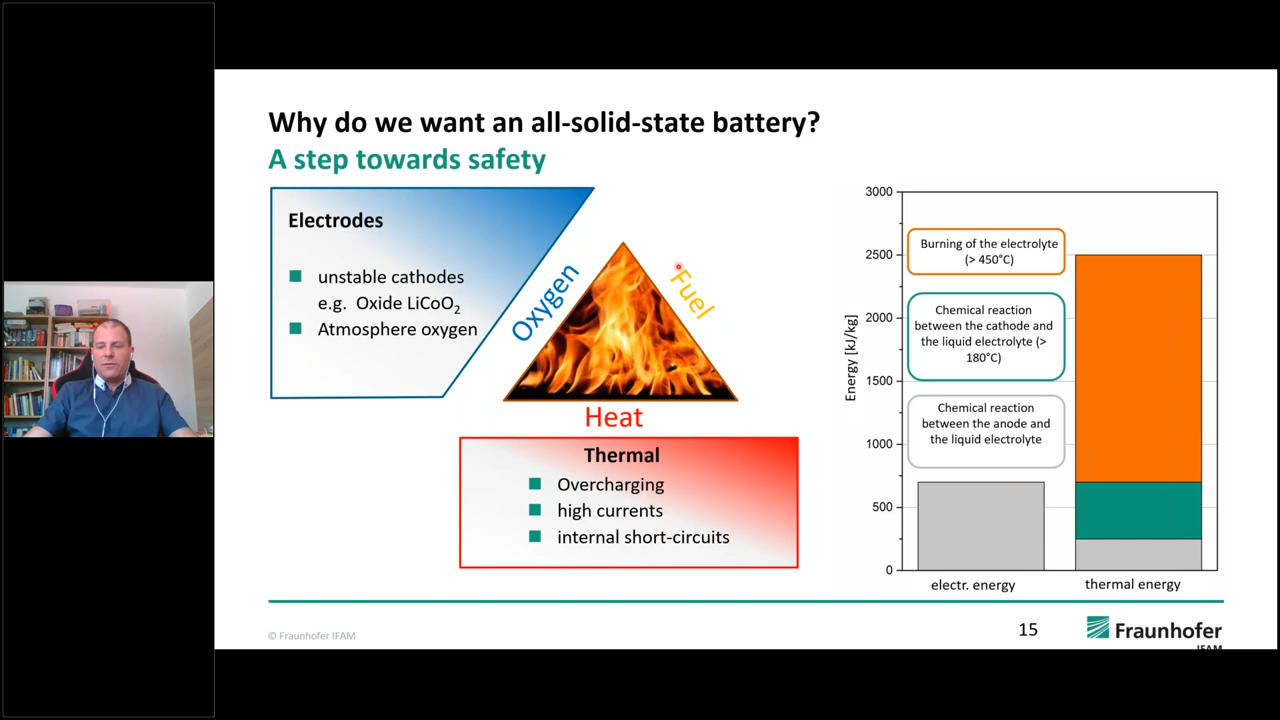 Why do we want an all-solid-state battery?
A step towards safety
Electrodes
unstable cathodes
e.g. Oxide LiCoO₂
Atmosphere oxygen
Oxygen
Fuel
Heat
Thermal
Overcharging
high currents
internal short-circuits
Energy [kJ/kg]
3000
2500
2000
1500
1000
500
0
Burning of the electrolyte
(> 450°C)
Chemical reaction
between the cathode and
the liquid electrolyte (>
180°C)
Chemical reaction
between the anode and
the liquid electrolyte
electr. energy
thermal energy
© Fraunhofer IFAM
15
Fraunhofer
IFAM